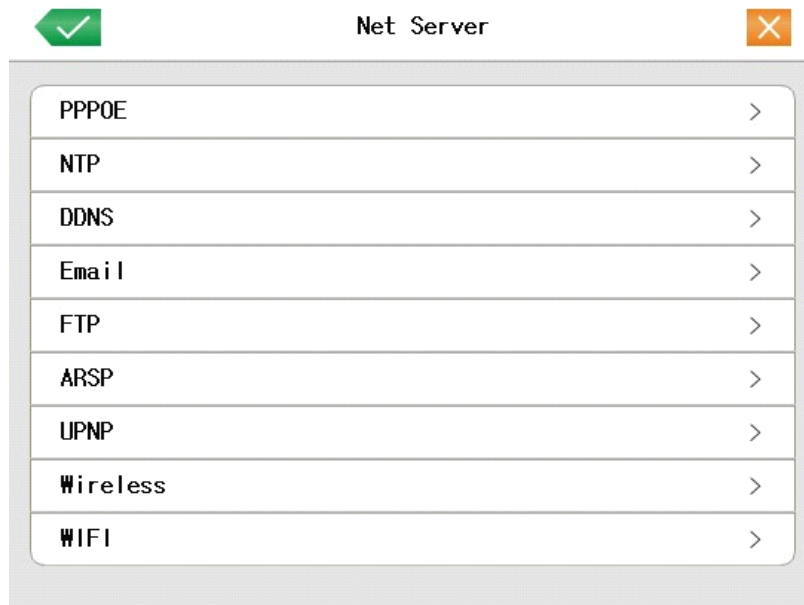 Net Server
PPPOE
NTP
DDNS
Email
FTP
ARSP
UPNP
Wireless
WIFI